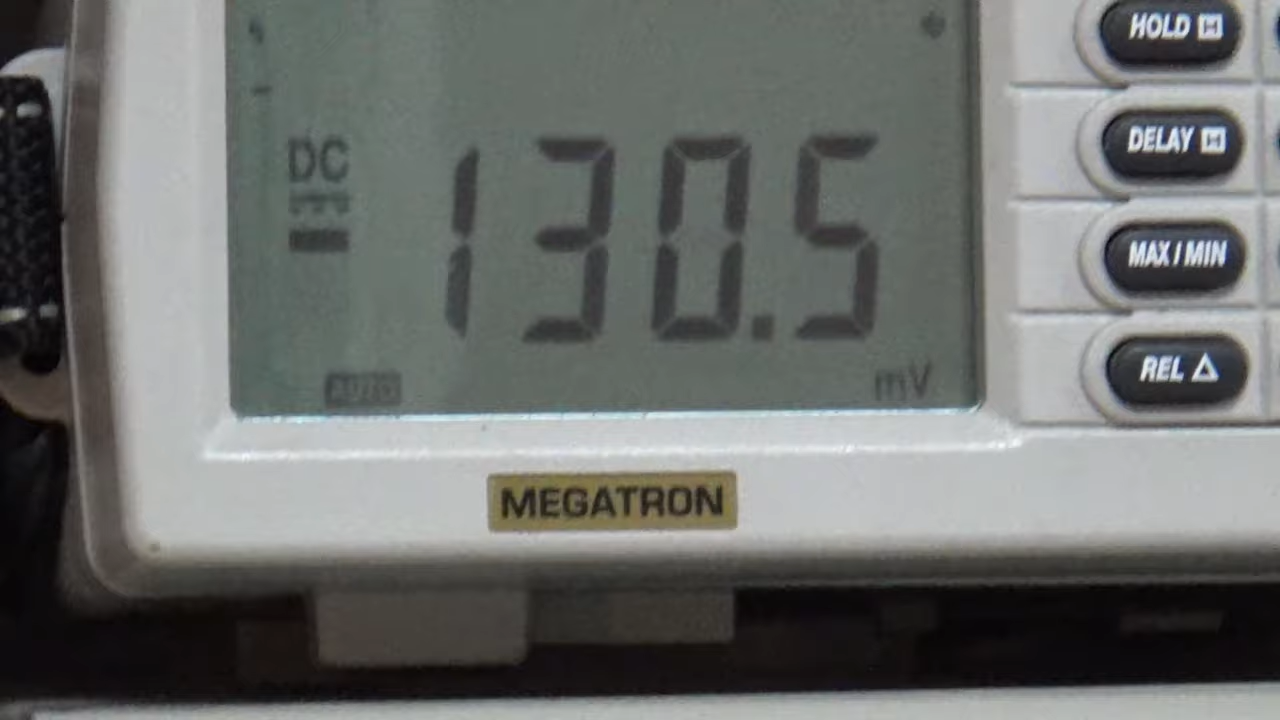 HOLD H
DELAY H
DC
130.5
MAX / MIN
REL △
AUTO
mV
MEGATRON